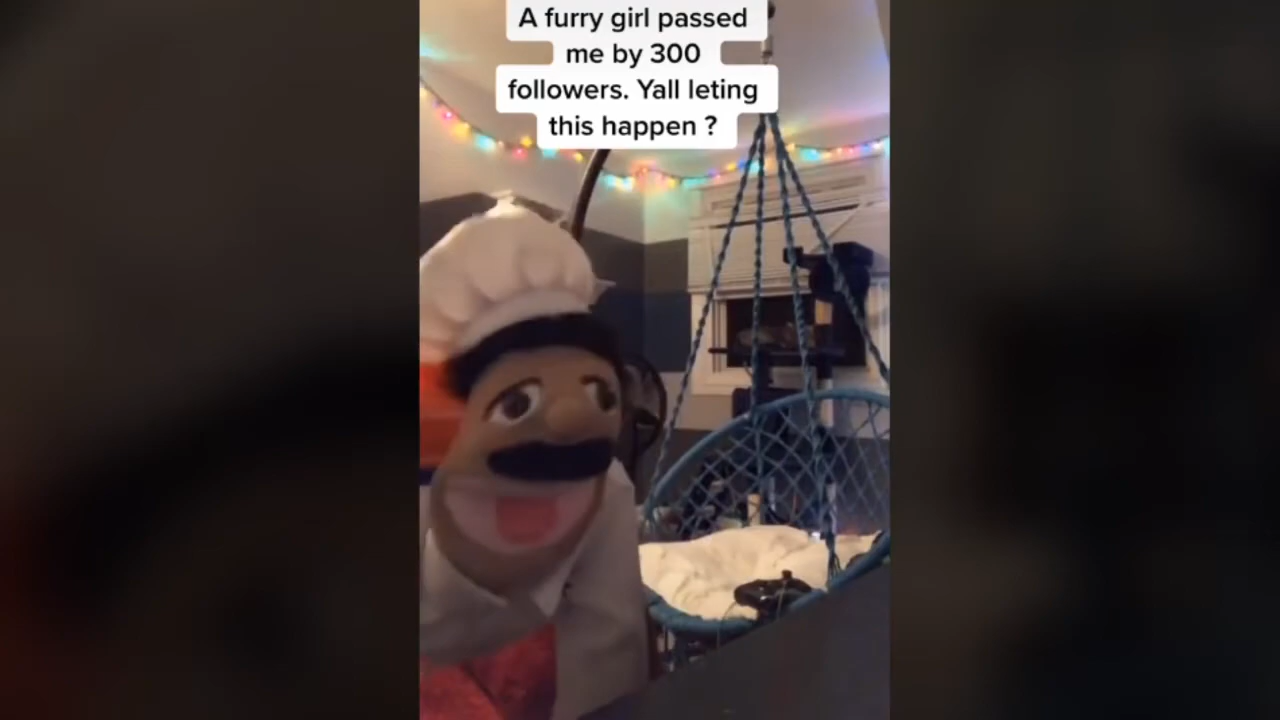 A furry girl passed
me by 300
followers. Yall leting
this happen ?